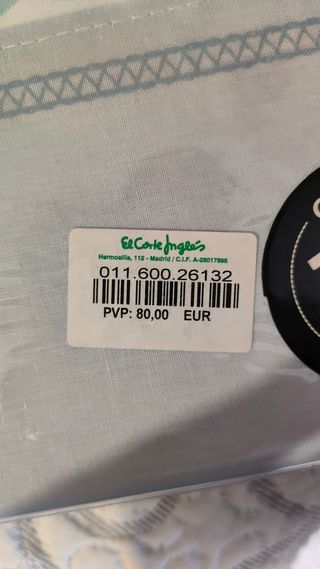 El Corte Inglés
Hermosilla, 112 - Madrid / C.I.F. A-28017895
011.600.26132
PVP: 80,00 EUR